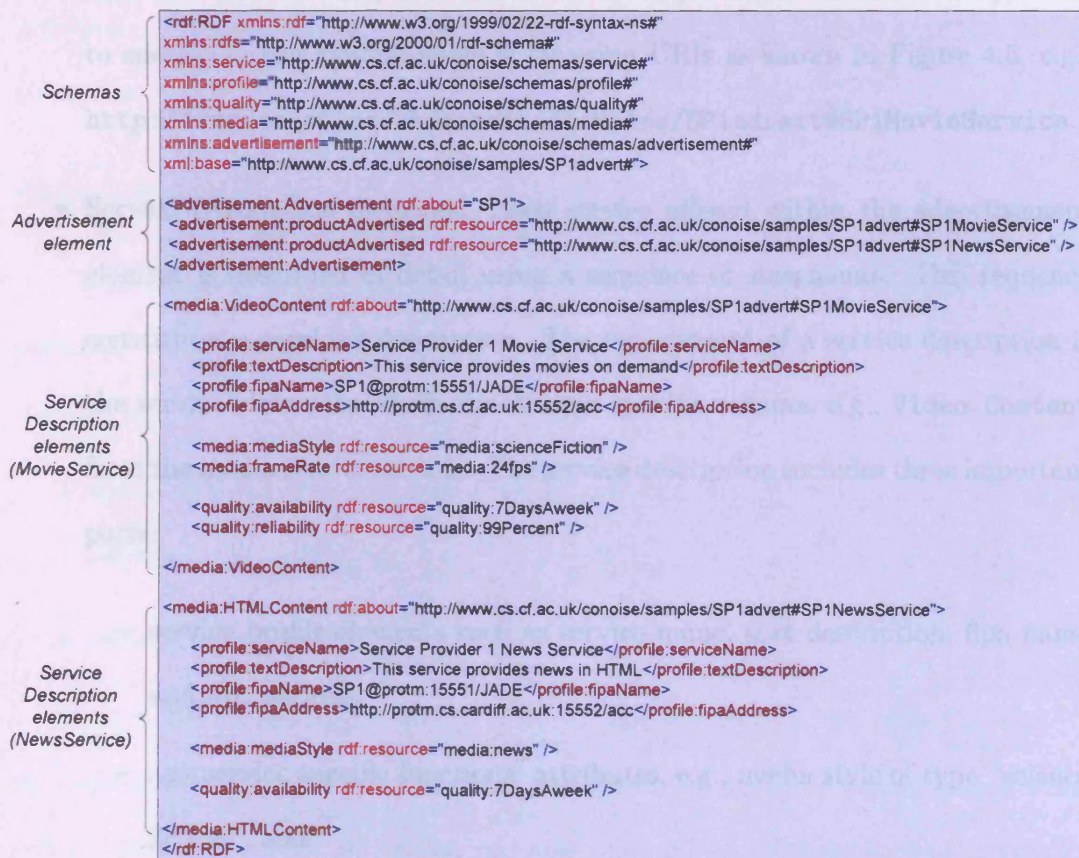 Schemas
<rdf:RDF xmlns:rdf="http://www.w3.org/1999/02/22-rdf-syntax-ns#"
xmlns:rdfs="http://www.w3.org/2000/01/rdf-schema#"
xmlns:service="http://www.cs.cf.ac.uk/conoise/schemas/service#"
xmlns:profile="http://www.cs.cf.ac.uk/conoise/schemas/profile#"
xmlns:quality="http://www.cs.cf.ac.uk/conoise/schemas/quality#"
xmlns:media="http://www.cs.cf.ac.uk/conoise/schemas/media#"
xmlns:advertisement="http://www.cs.cf.ac.uk/conoise/schemas/advertisement#"
xml:base="http://www.cs.cf.ac.uk/conoise/samples/SP1advert#">
Advertisement
element
<advertisement:Advertisement rdf:about="SP1">
<advertisement:productAdvertised rdf:resource="http://www.cs.cf.ac.uk/conoise/samples/SP1advert#SP1MovieService" />
<advertisement:productAdvertised rdf:resource="http://www.cs.cf.ac.uk/conoise/samples/SP1advert#SP1NewsService" />
</advertisement:Advertisement>
Service
Description
elements
(MovieService)
<media:VideoContent rdf:about="http://www.cs.cf.ac.uk/conoise/samples/SP1advert#SP1MovieService">
<profile:serviceName>Service Provider 1 Movie Service</profile:serviceName>
<profile:textDescription>This service provides movies on demand</profile:textDescription>
<profile:fipaName>SP1@protm:15551/JADE</profile:fipaName>
<profile:fipaAddress>http://protm.cs.cf.ac.uk:15552/acc</profile:fipaAddress>
<media:mediaStyle rdf:resource="media:scienceFiction" />
<media:frameRate rdf:resource="media:24fps" />
<quality:availability rdf:resource="quality:7DaysAweek" />
<quality:reliability rdf:resource="quality:99Percent" />
</media:VideoContent>
Service
Description
elements
(NewsService)
<media:HTMLContent rdf:about="http://www.cs.cf.ac.uk/conoise/samples/SP1advert#SP1NewsService">
<profile:serviceName>Service Provider 1 News Service</profile:serviceName>
<profile:textDescription>This service provides news in HTML</profile:textDescription>
<profile:fipaName>SP1@protm:15551/JADE</profile:fipaName>
<profile:fipaAddress>http://protm.cs.cardiff.ac.uk:15552/acc</profile:fipaAddress>
<media:mediaStyle rdf:resource="media:news" />
<quality:availability rdf:resource="quality:7DaysAweek" />
</media:HTMLContent>
</rdf:RDF>